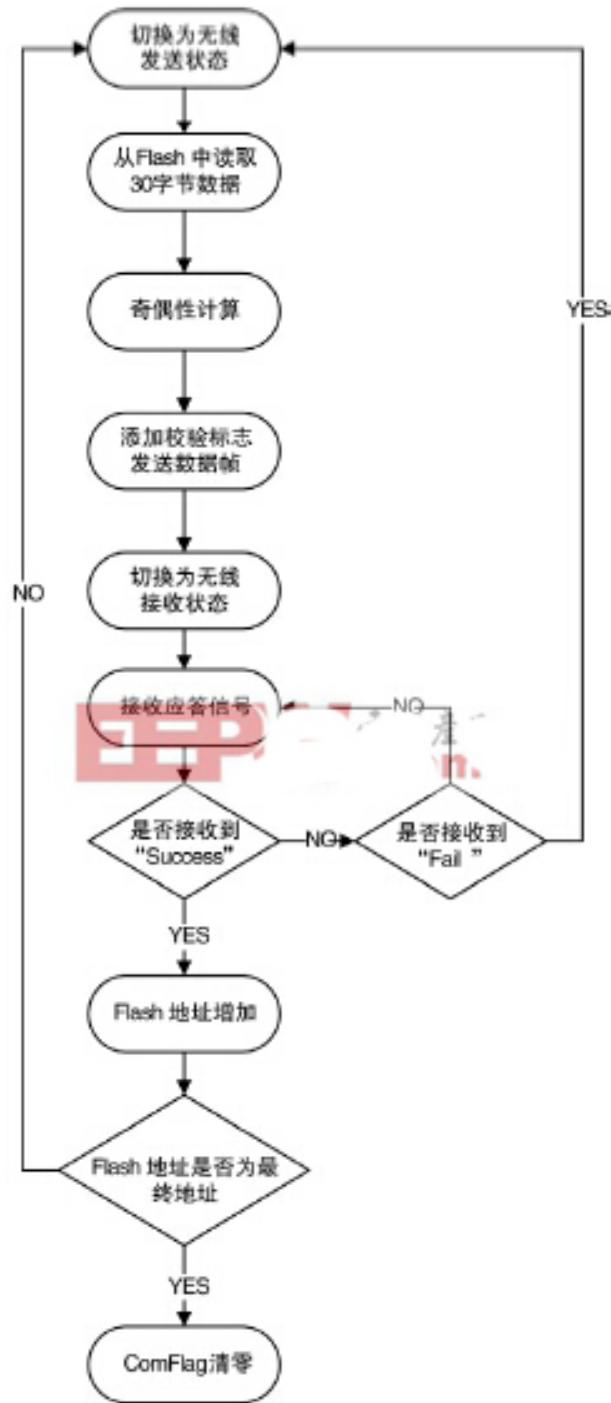 切换为无线
发送状态
从Flash 中读取
30字节数据
奇偶性计算
YES
添加校验标志
发送数据帧
切换为无线
接收状态
NO
接收应答信号
NO
是否接收到
“Success”
NO
是否接收到
“Fail ”
YES
Flash 地址增加
Flash 地址是否为最
终地址
YES
ComFlag清零